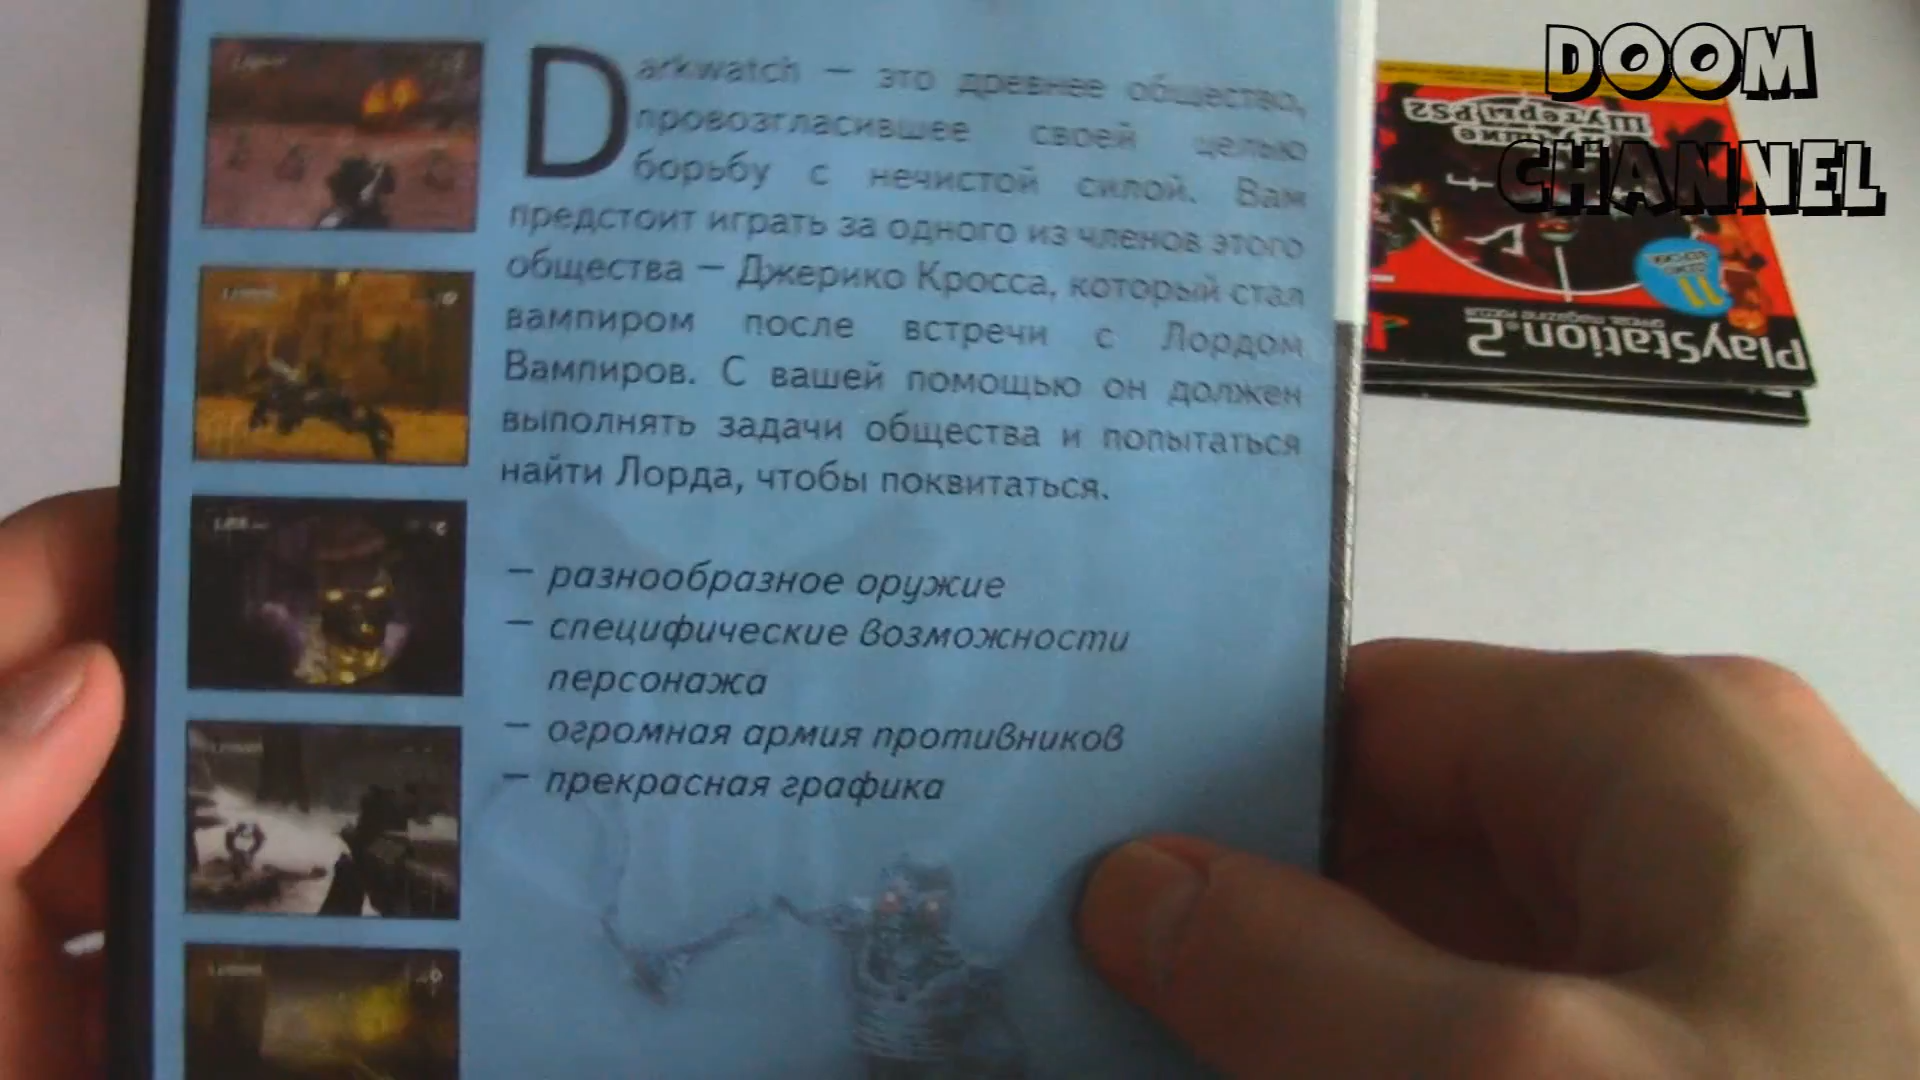 Darkwatch — это древнее общество,
провозгласившее своей целью
борьбу с нечистой силой. Вам
предстоит играть за одного из членов этого
общества — Джерико Кросса, который стал
вампиром после встречи с Лордом
Вампиров. С вашей помощью он должен
выполнять задачи общества и попытаться
найти Лорда, чтобы поквитаться.
— разнообразное оружие
— специфические возможности
персонажа
— огромная армия противников
— прекрасная графика
DOOM
CHANNEL
Шутеры PS2
11
PlayStation 2